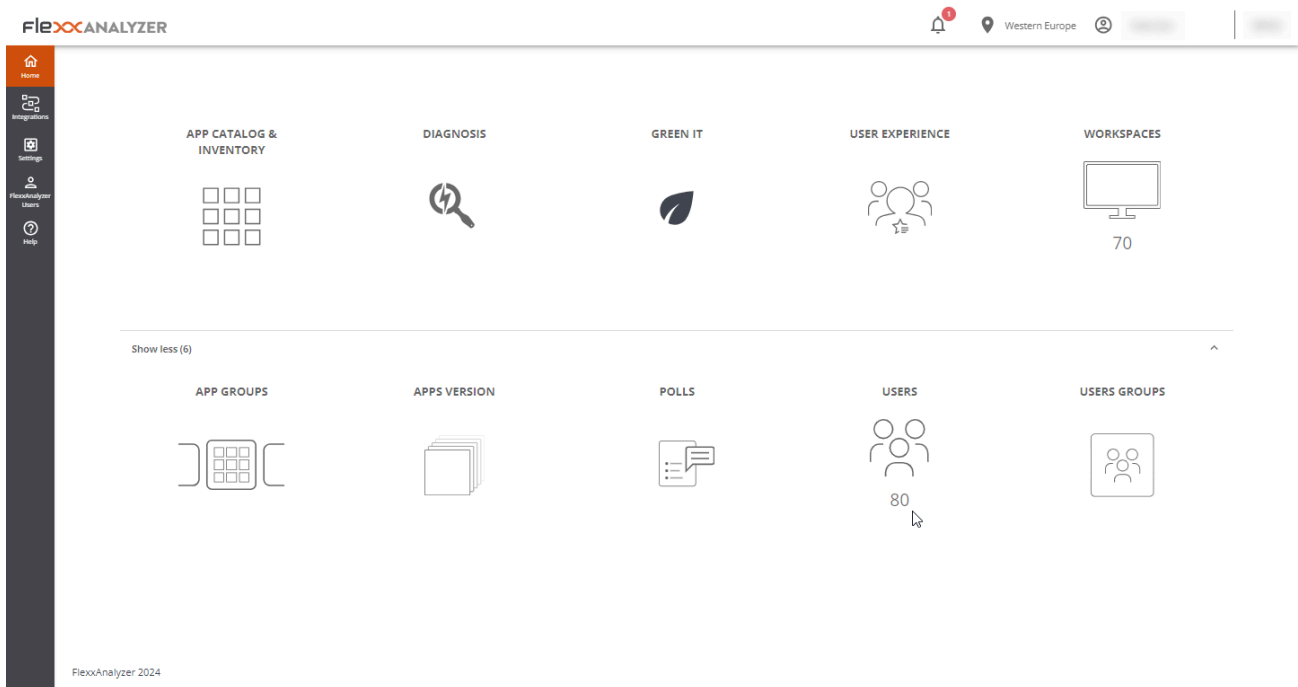 FlexxANALYZER
1
Western Europe
Home
Integrations
Settings
FlexxAnalyzer
Users
Help
APP CATALOG &
INVENTORY
DIAGNOSIS
GREEN IT
USER EXPERIENCE
WORKSPACES
70
Show less (6)
APP GROUPS
APPS VERSION
POLLS
USERS
USERS GROUPS
80
FlexxAnalyzer 2024